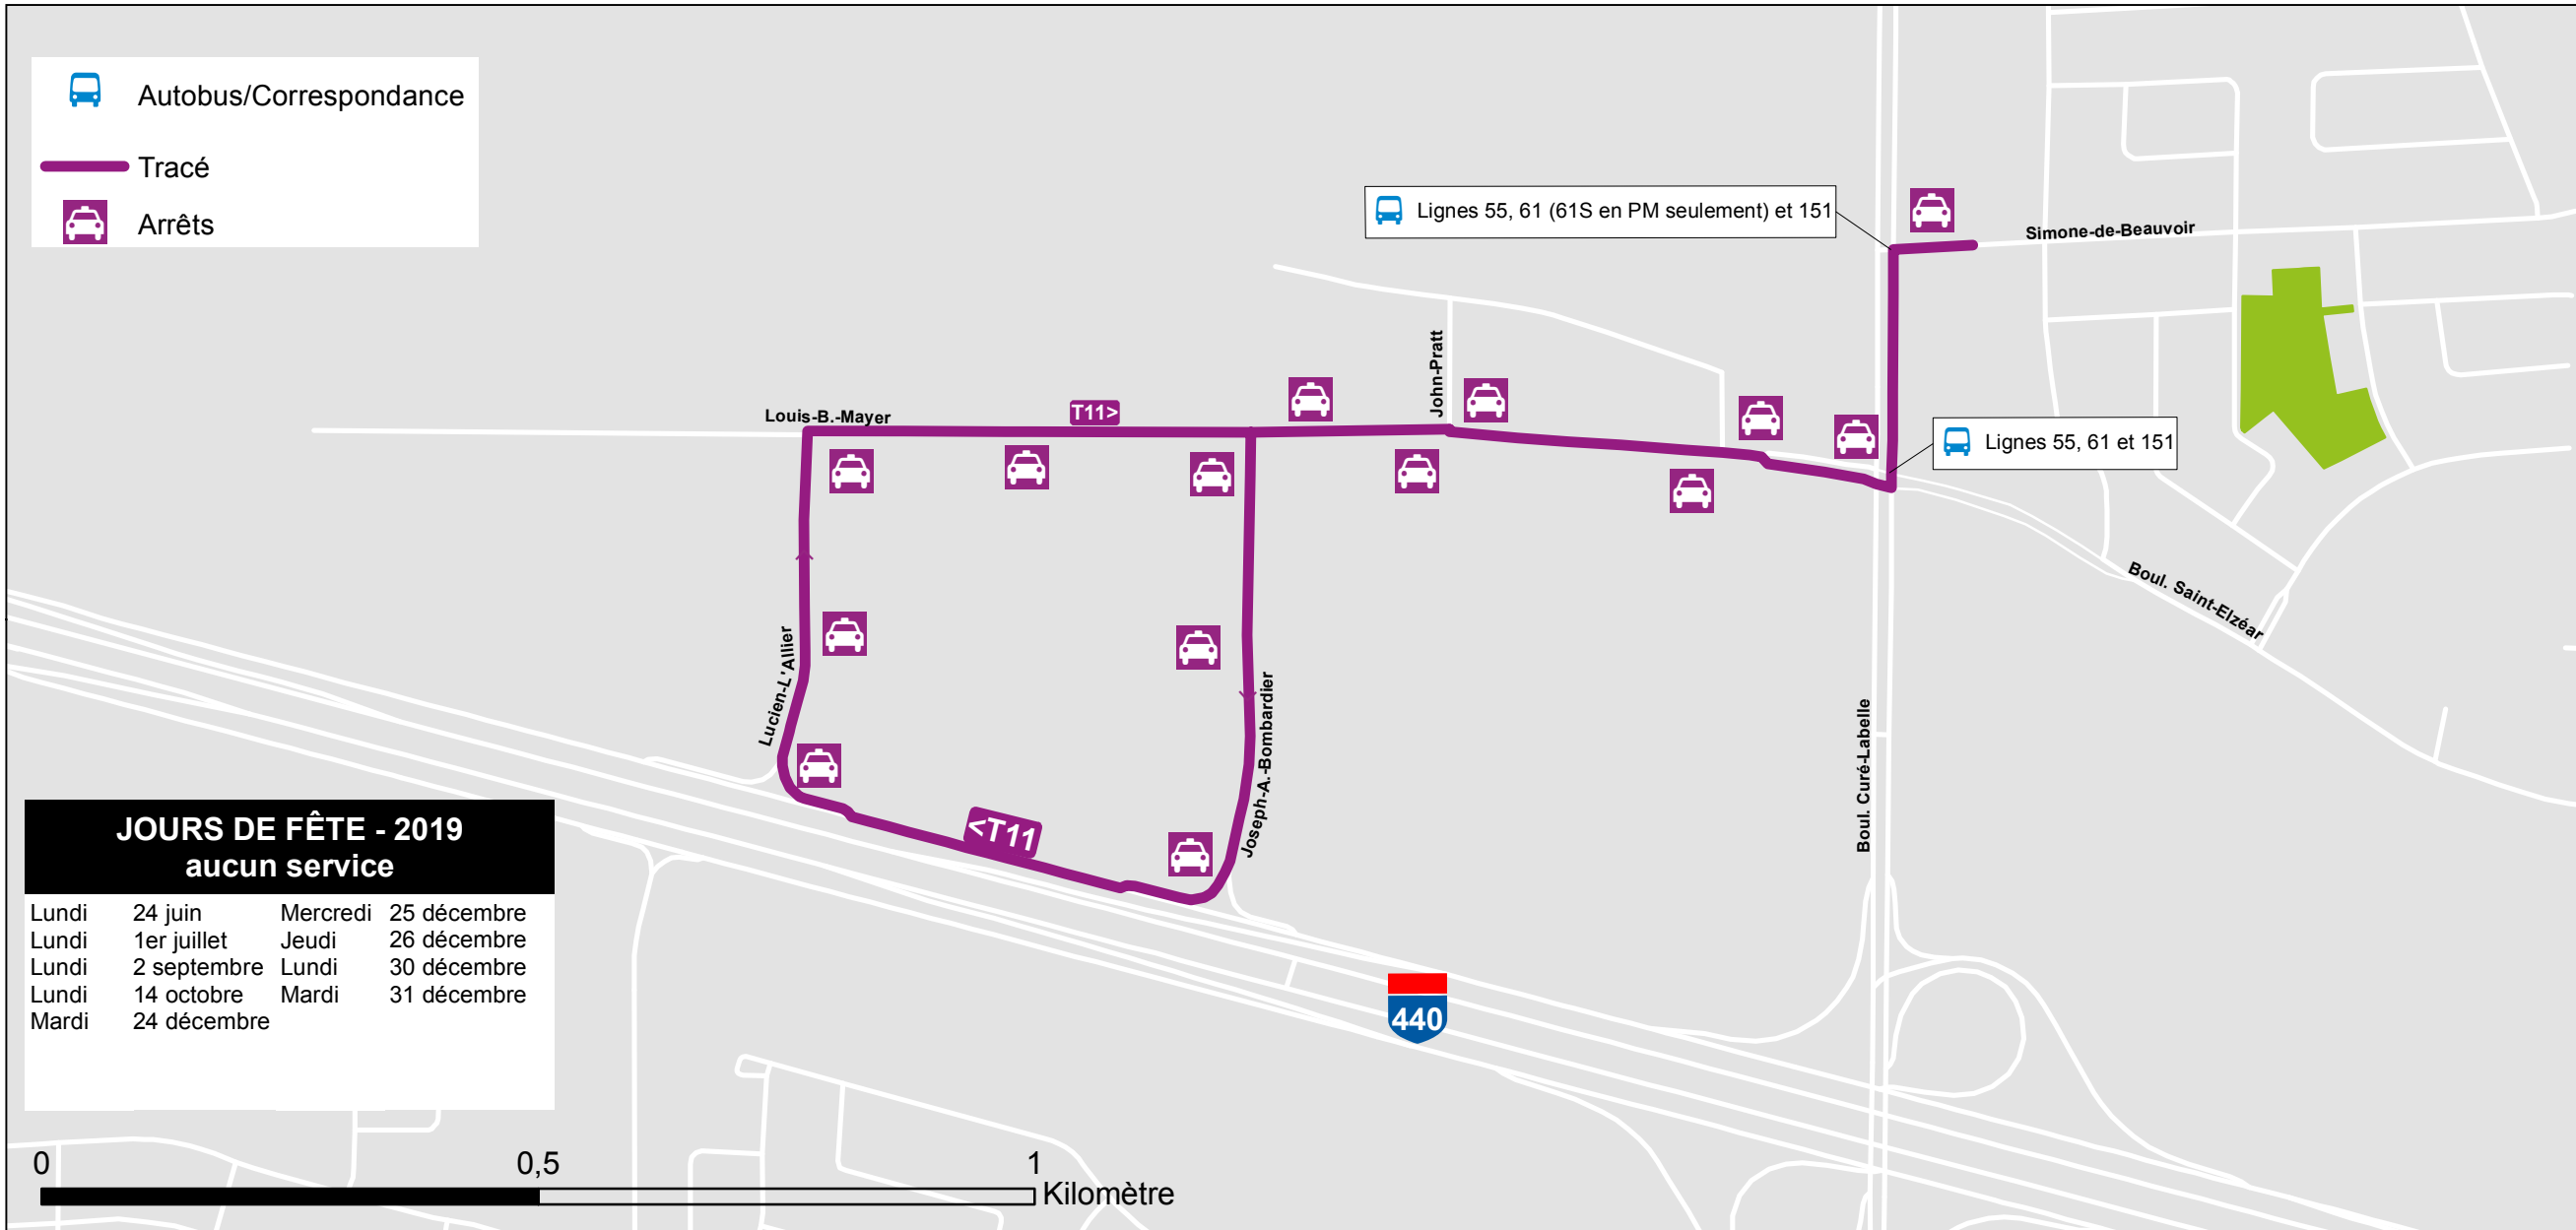 Autobus/Correspondance
Tracé
Arrêts
Lignes 55, 61 (61S en PM seulement) et 151
Simone-de-Beauvoir
John-Pratt
Louis-B.-Mayer
T11>
Lignes 55, 61 et 151
Boul. Saint-Elzéar
Lucien-L'Allier
Joseph-A.-Bombardier
Boul. Curé-Labelle
<T11
JOURS DE FÊTE - 2019
aucun service
Lundi 24 juin Mercredi 25 décembre
Lundi 1er juillet Jeudi 26 décembre
Lundi 2 septembre Lundi 30 décembre
Lundi 14 octobre Mardi 31 décembre
Mardi 24 décembre
440
0 0,5 1
Kilomètre